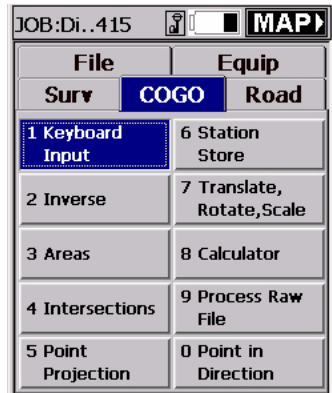 JOB:Di..415 MAP
File Equip
Surv COGO Road
1 Keyboard
Input
6 Station
Store
2 Inverse
7 Translate,
Rotate,Scale
3 Areas
8 Calculator
4 Intersections
9 Process Raw
File
5 Point
Projection
0 Point in
Direction